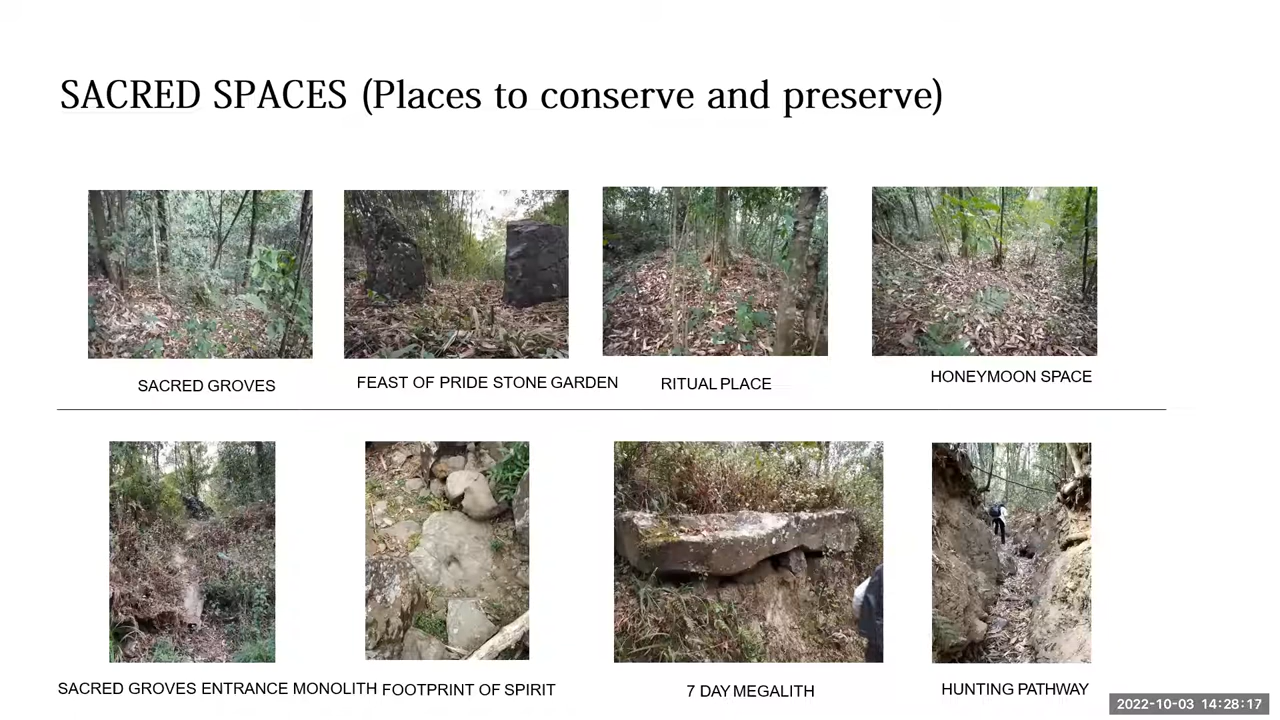 SACRED SPACES (Places to conserve and preserve)
SACRED GROVES
FEAST OF PRIDE STONE GARDEN
RITUAL PLACE
HONEYMOON SPACE
SACRED GROVES ENTRANCE MONOLITH
FOOTPRINT OF SPIRIT
7 DAY MEGALITH
HUNTING PATHWAY
2022-10-03 14:28:17